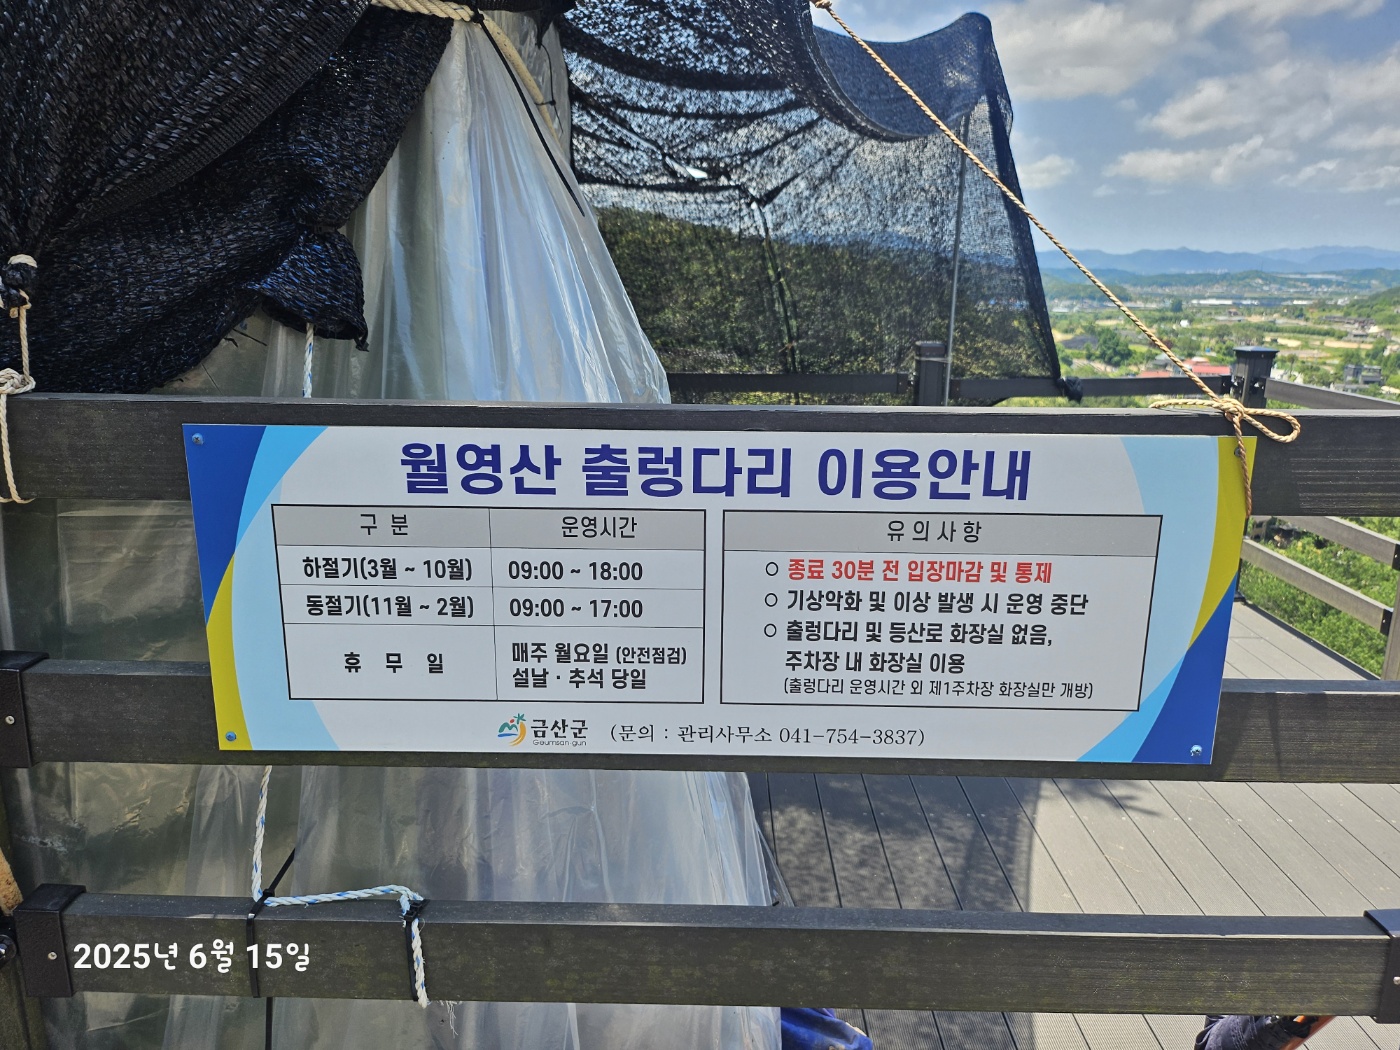 월영산 출렁다리 이용안내
구 분 운영시간
하절기(3월 ~ 10월) 09:00 ~ 18:00
동절기(11월 ~ 2월) 09:00 ~ 17:00
휴 무 일
매주 월요일 (안전점검)
설날 · 추석 당일
유의사항
○ 종료 30분 전 입장마감 및 통제
○ 기상악화 및 이상 발생 시 운영 중단
○ 출렁다리 및 등산로 화장실 없음,
주차장 내 화장실 이용
(출렁다리 운영시간 외 제1주차장 화장실만 개방)
금산군 (문의 : 관리사무소 041-754-3837)
Geumsan-gun
2025년 6월 15일